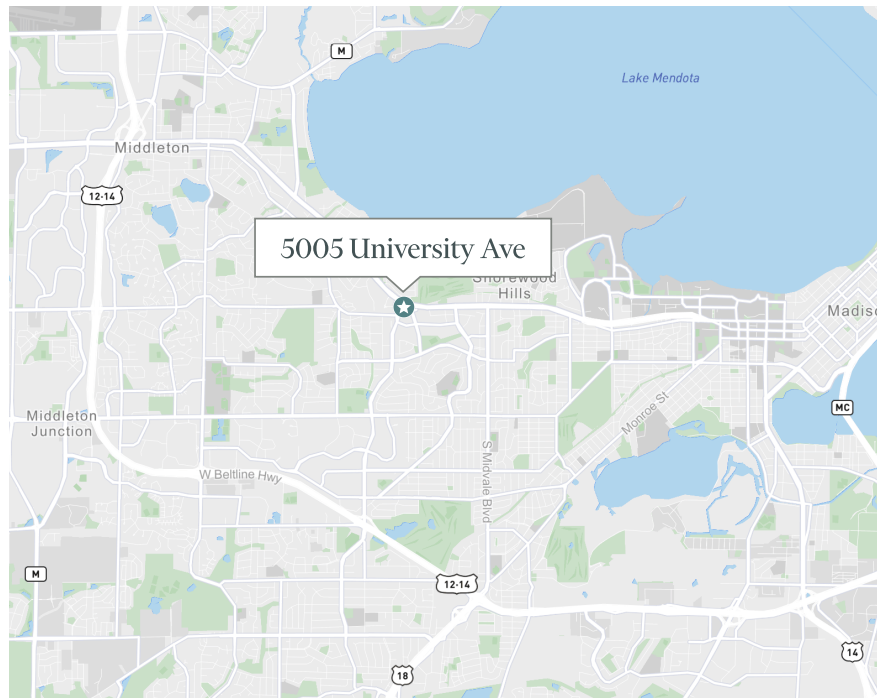 M
Lake Mendota
Middleton
12-14
5005 University Ave
Shorewood
Hills
Madiso
Middleton
Junction
MC
Monroe St
S Midvale Blvd
W Beltline Hwy
M
12-14
14
18